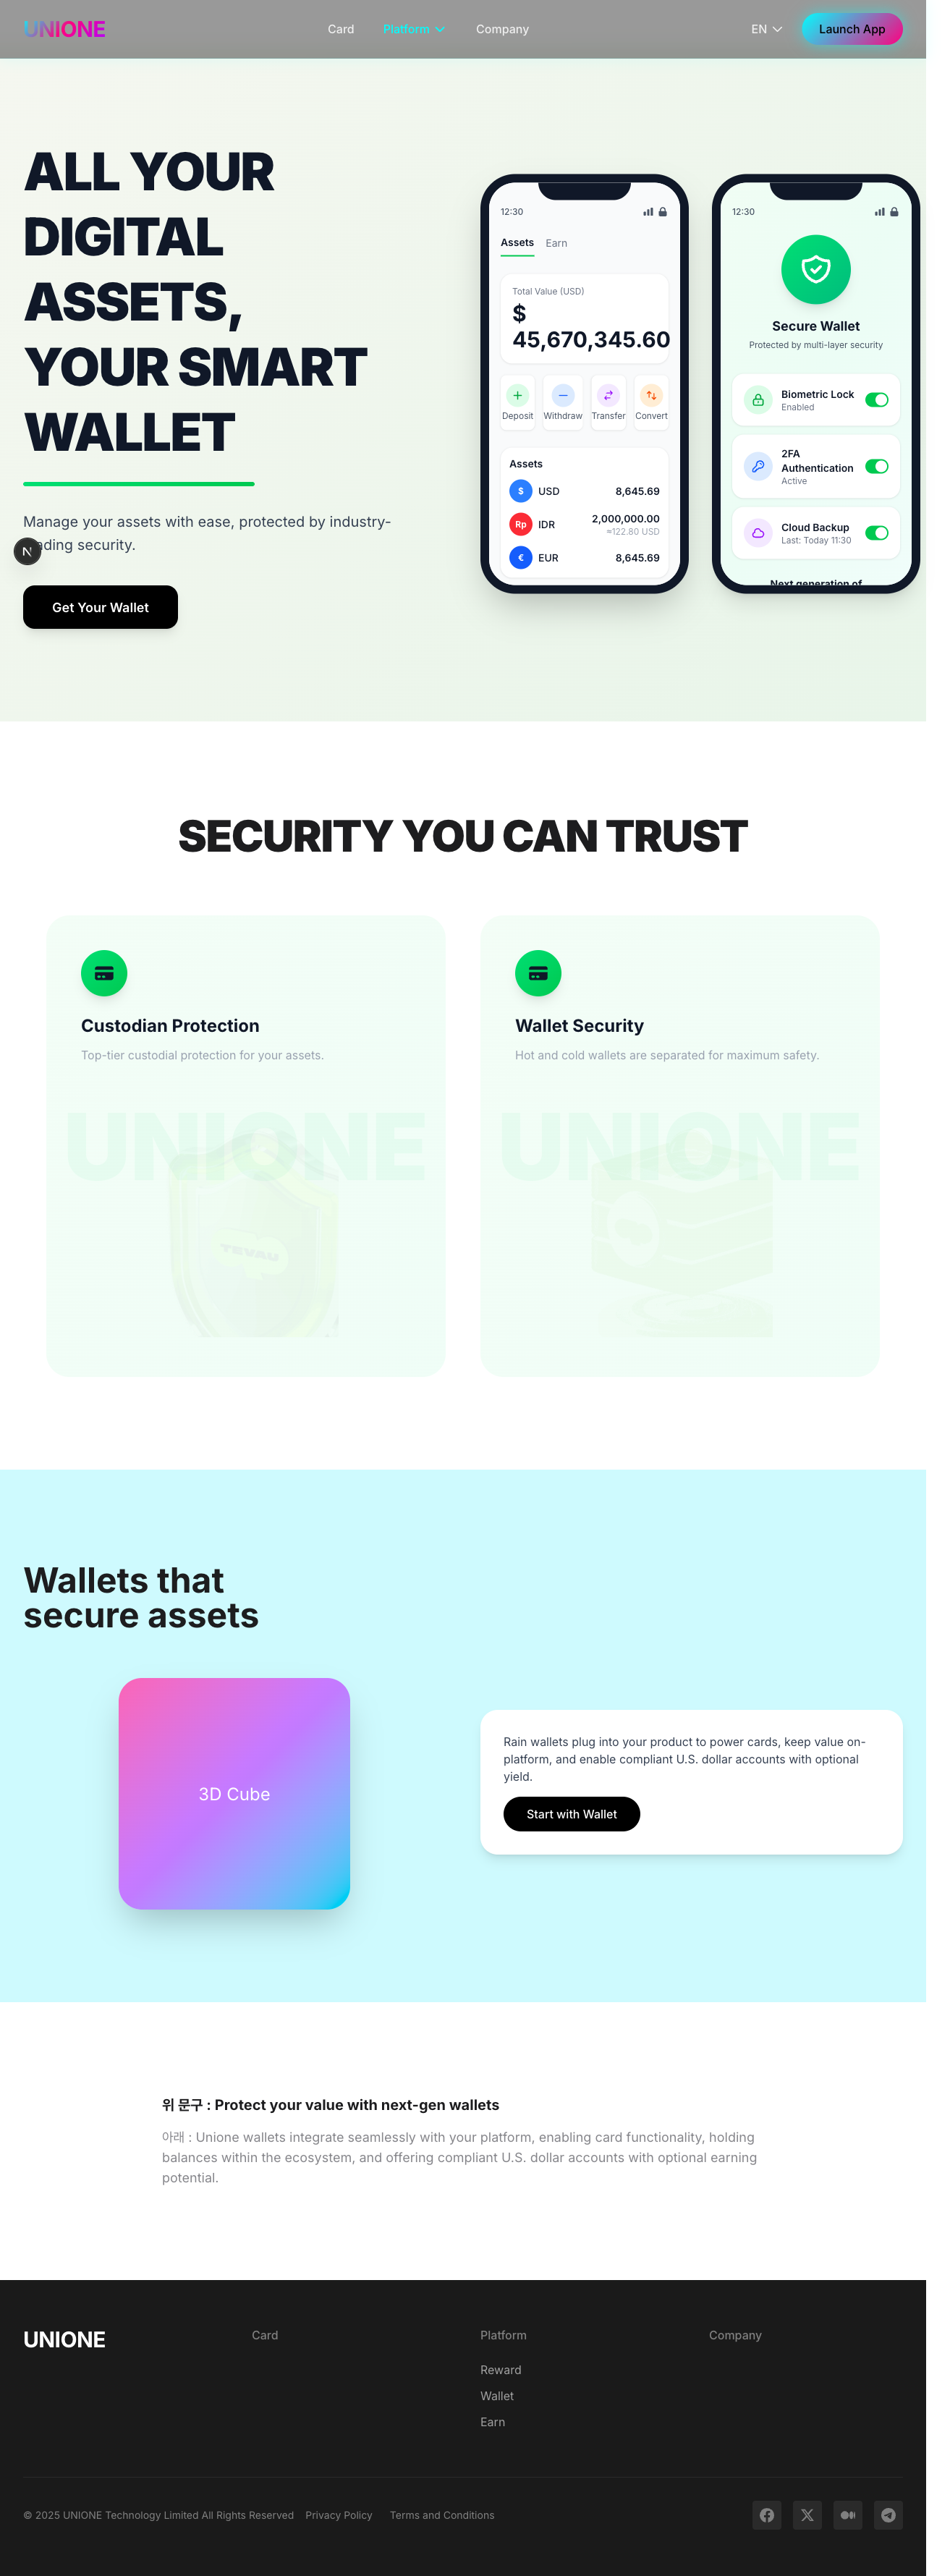 UNIONE
Card
Platform
Company
EN
Launch App
ALL YOUR
DIGITAL
ASSETS,
YOUR SMART
WALLET
Manage your assets with ease, protected by industry-
ading security.
N
Get Your Wallet
12:30
Assets
Earn
Total Value (USD)
$
45,670,345.60
Deposit
Withdraw
Transfer
Convert
Assets
$ USD 8,645.69
Rp IDR 2,000,000.00
≈122.80 USD
€ EUR 8,645.69
12:30
Secure Wallet
Protected by multi-layer security
Biometric Lock
Enabled
2FA
Authentication
Active
Cloud Backup
Last: Today 11:30
Next generation of
SECURITY YOU CAN TRUST
Custodian Protection
Top-tier custodial protection for your assets.
UNIONE
TEVAU
Wallet Security
Hot and cold wallets are separated for maximum safety.
UNIONE
Wallets that
secure assets
3D Cube
Rain wallets plug into your product to power cards, keep value on-
platform, and enable compliant U.S. dollar accounts with optional
yield.
Start with Wallet
위 문구 : Protect your value with next-gen wallets
아래 : Unione wallets integrate seamlessly with your platform, enabling card functionality, holding
balances within the ecosystem, and offering compliant U.S. dollar accounts with optional earning
potential.
UNIONE
Card
Platform
Reward
Wallet
Earn
Company
© 2025 UNIONE Technology Limited All Rights Reserved
Privacy Policy
Terms and Conditions